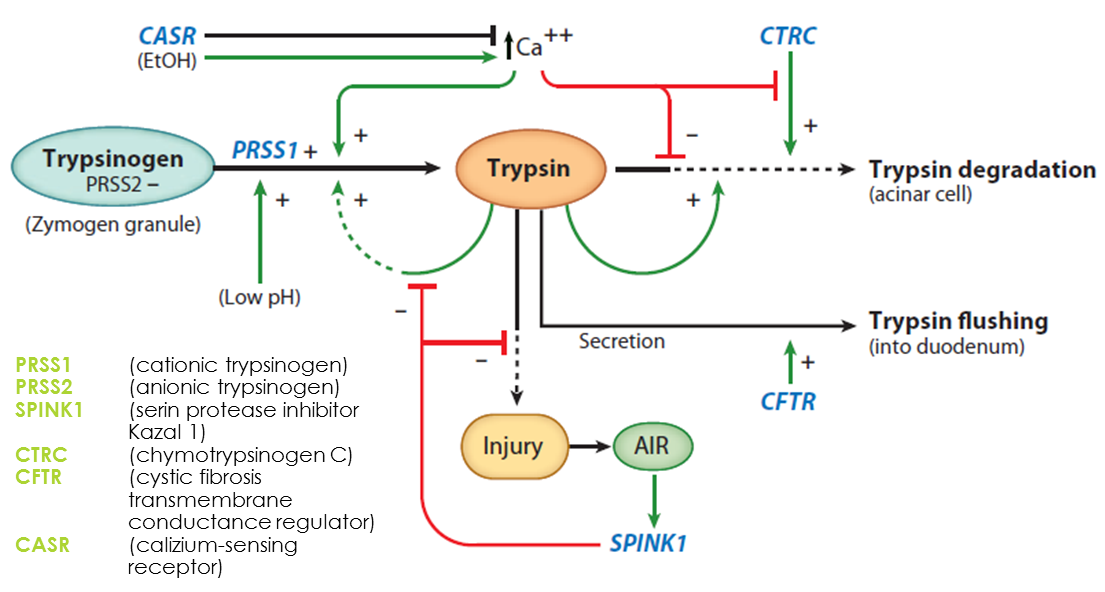 CASR
(EtOH)
Ca++
CTRC
+
+
–
Trypsinogen
PRSS2 –
(Zymogen granule)
PRSS1 +
Trypsin
Trypsin degradation
(acinar cell)
+
+
+
(Low pH)
–
–
Secretion
Trypsin flushing
(into duodenum)
+
CFTR
Injury
AIR
SPINK1
PRSS1 (cationic trypsinogen)
PRSS2 (anionic trypsinogen)
SPINK1 (serin protease inhibitor
Kazal 1)
CTRC (chymotrypsinogen C)
CFTR (cystic fibrosis
transmembrane
conductance regulator)
CASR (calizium-sensing
receptor)